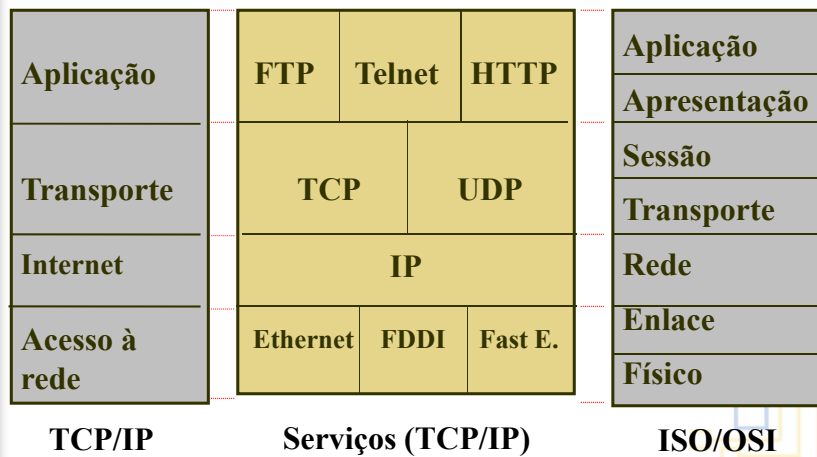 Aplicação
Transporte
Internet
Acesso à
rede
TCP/IP
FTP Telnet HTTP
TCP UDP
IP
Ethernet FDDI Fast E.
Serviços (TCP/IP)
Aplicação
Apresentação
Sessão
Transporte
Rede
Enlace
Físico
ISO/OSI